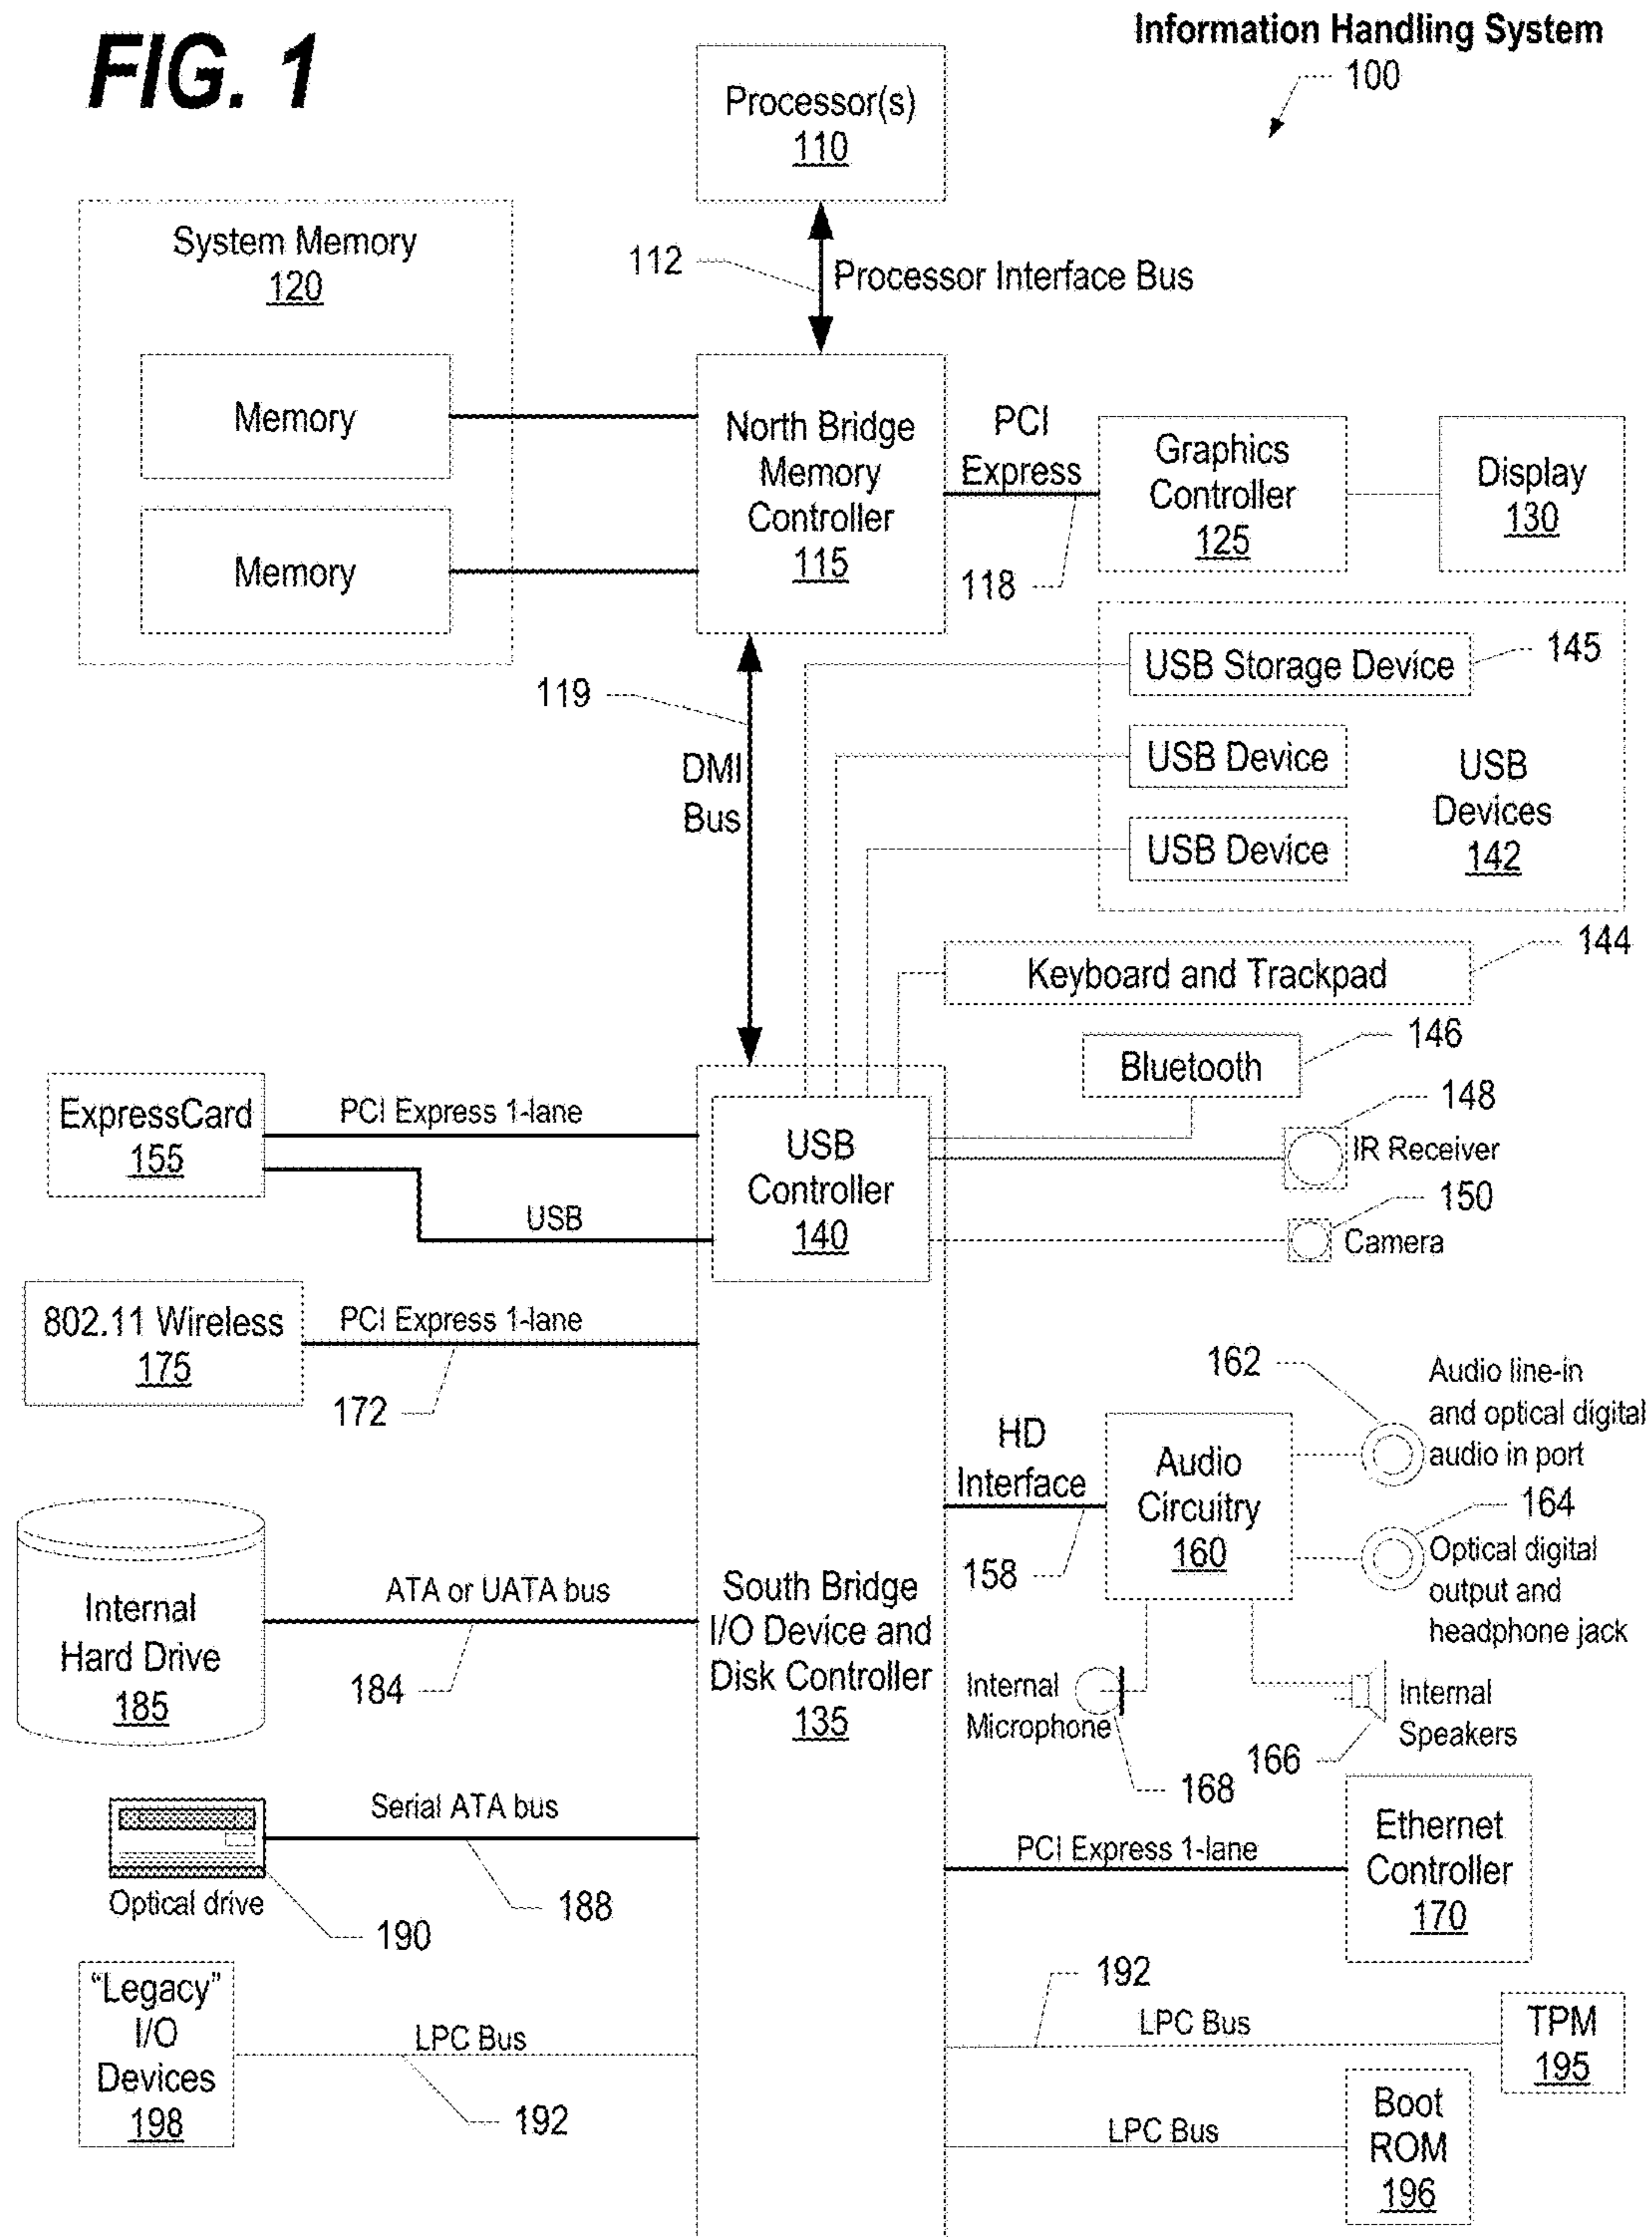 FIG. 1
Information Handling System
100
Processor(s)
110
System Memory
120
112
Processor Interface Bus
Memory
Memory
North Bridge
Memory
Controller
115
PCI
Express
118
Graphics
Controller
125
Display
130
119
DMI
Bus
USB Storage Device
145
USB Device
USB Device
USB
Devices
142
144
Keyboard and Trackpad
146
Bluetooth
148
IR Receiver
150
Camera
ExpressCard
155
PCI Express 1-lane
USB
USB
Controller
140
802.11 Wireless
175
PCI Express 1-lane
172
162
Audio line-in
and optical digital
audio in port
HD
Interface
158
Audio
Circuitry
160
164
Optical digital
output and
headphone jack
Internal
Hard Drive
185
ATA or UATA bus
184
South Bridge
I/O Device and
Disk Controller
135
Internal
Microphone
168
166
Internal
Speakers
Serial ATA bus
188
Optical drive
190
PCI Express 1-lane
Ethernet
Controller
170
"Legacy"
I/O
Devices
198
LPC Bus
192
192
LPC Bus
TPM
195
LPC Bus
Boot
ROM
196